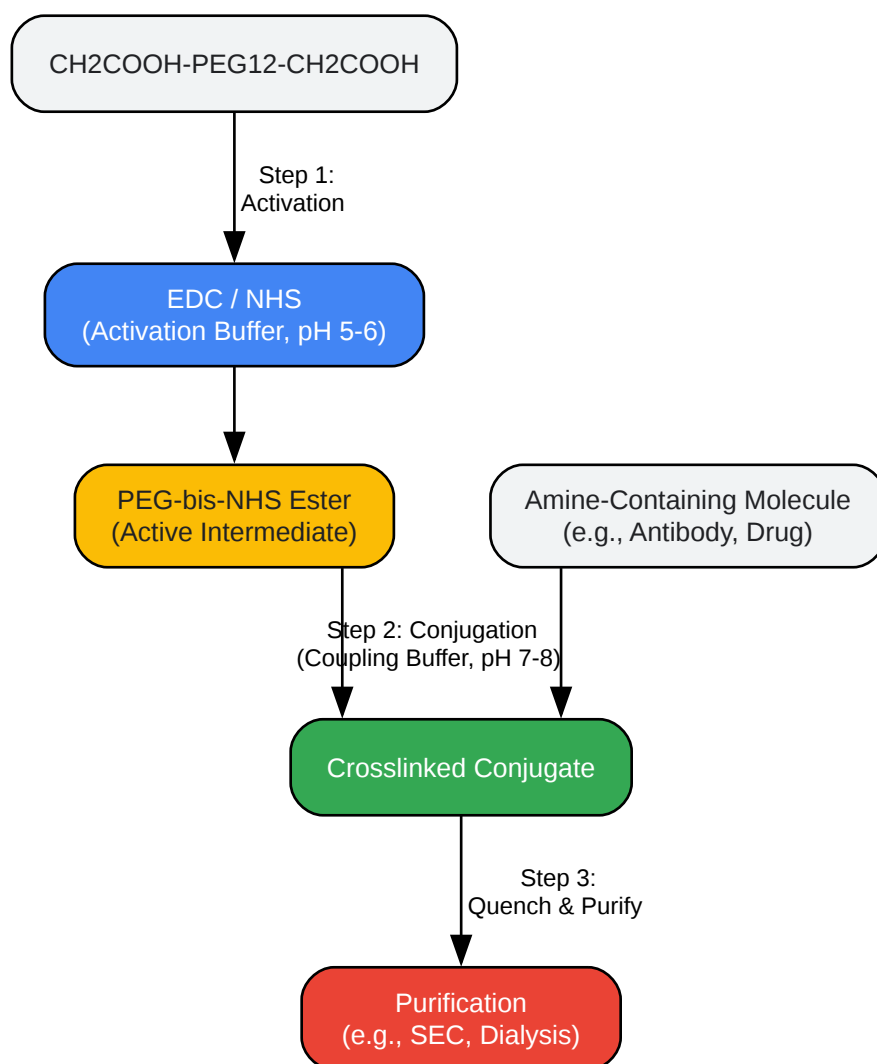 CH2COOH-PEG12-CH2COOH
Step 1:
Activation
EDC / NHS
(Activation Buffer, pH 5-6)
PEG-bis-NHS Ester
(Active Intermediate)
Amine-Containing Molecule
(e.g., Antibody, Drug)
Step 2: Conjugation
(Coupling Buffer, pH 7-8)
Crosslinked Conjugate
Step 3:
Quench & Purify
Purification
(e.g., SEC, Dialysis)